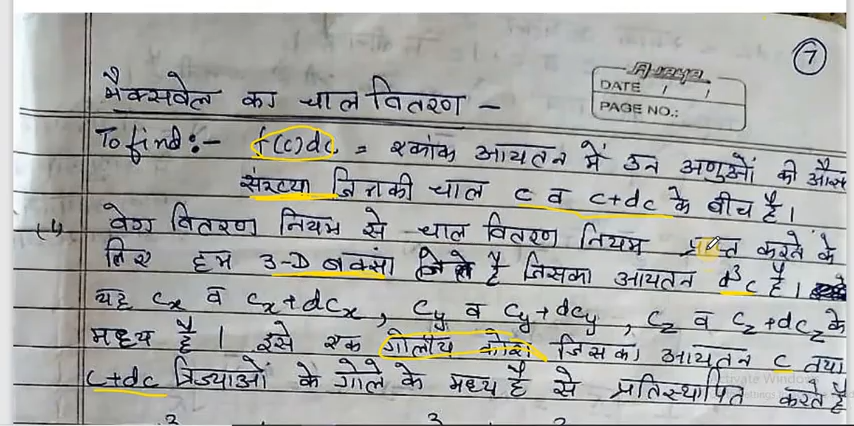 7
मैक्सवेल का चाल वितरण –
DATE / /
PAGE NO.:
To find:- f(c)dc = एकांक आयतन में उन अणुओं की औसत
संख्या जिनकी चाल c व c+dc के बीच है।
(1) वेग वितरण नियम से चाल वितरण नियम प्राप्त करने के
लिए हम 3-D बक्सा लेते है जिसका आयतन d³c है।
यह cx व cx+dcx, cy व cy+dcy, cz व cz+dcz के
मध्य है। इसे एक गोलीय कोश जिसका आयतन c तथा
c+dc त्रिज्याओ के गोले के मध्य है से प्रतिस्थापित करते है